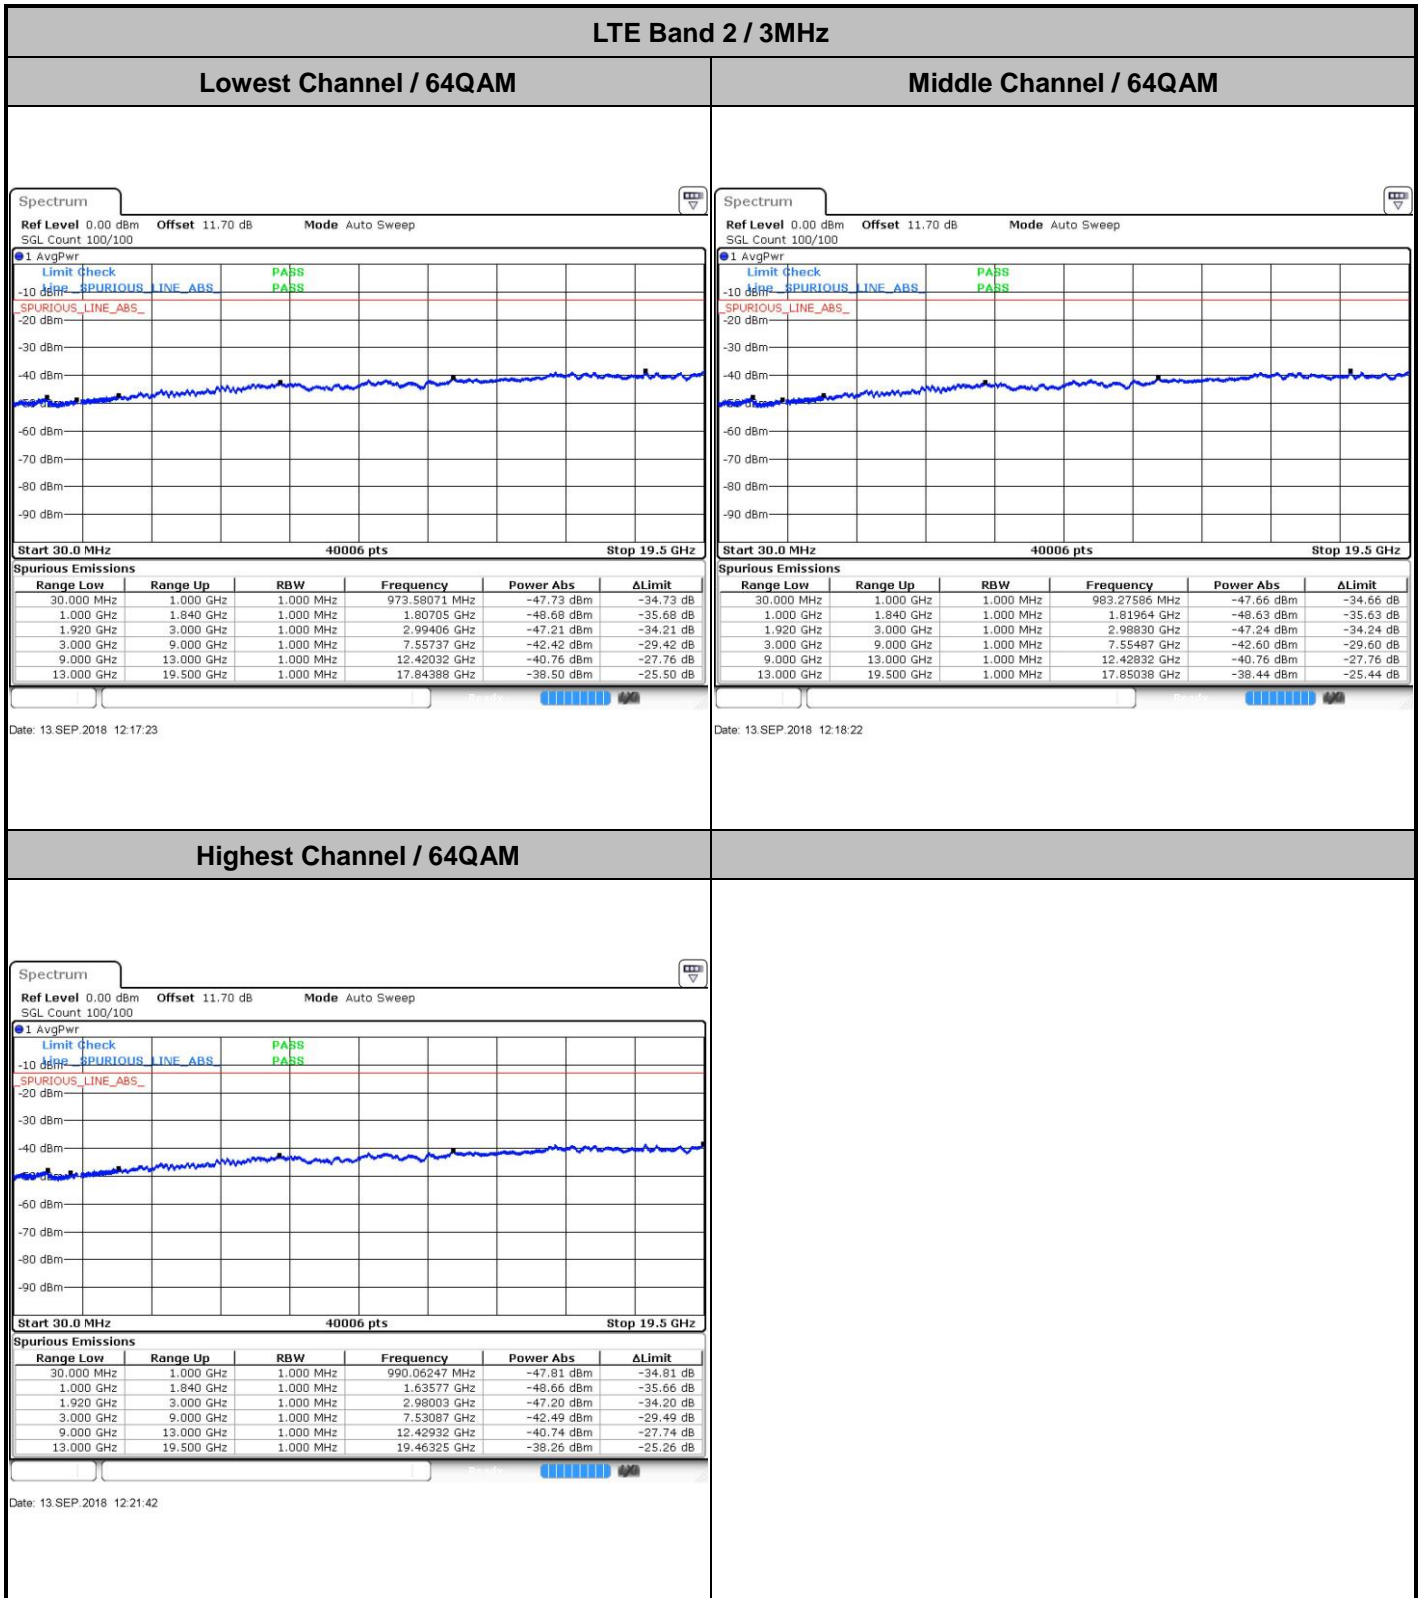 LTE Band 2 / 3MHz
Lowest Channel / 64QAM
Middle Channel / 64QAM
Spectrum
Ref Level 0.00 dBm Offset 11.70 dB Mode Auto Sweep
SGL Count 100/100
1 AvgPwr
Limit Check PASS
Line _SPURIOUS_LINE_ABS_ PASS
-10 dBm
_SPURIOUS_LINE_ABS_
-20 dBm
-30 dBm
-40 dBm
-50 dBm
-60 dBm
-70 dBm
-80 dBm
-90 dBm
Start 30.0 MHz 40006 pts Stop 19.5 GHz
Spurious Emissions
Range Low Range Up RBW Frequency Power Abs ΔLimit
30.000 MHz 1.000 GHz 1.000 MHz 973.58071 MHz -47.73 dBm -34.73 dB
1.000 GHz 1.840 GHz 1.000 MHz 1.80705 GHz -48.68 dBm -35.68 dB
1.920 GHz 3.000 GHz 1.000 MHz 2.99406 GHz -47.21 dBm -34.21 dB
3.000 GHz 9.000 GHz 1.000 MHz 7.55737 GHz -42.42 dBm -29.42 dB
9.000 GHz 13.000 GHz 1.000 MHz 12.42032 GHz -40.76 dBm -27.76 dB
13.000 GHz 19.500 GHz 1.000 MHz 17.84388 GHz -38.50 dBm -25.50 dB
Date: 13.SEP.2018 12:17:23
Spectrum
Ref Level 0.00 dBm Offset 11.70 dB Mode Auto Sweep
SGL Count 100/100
1 AvgPwr
Limit Check PASS
Line _SPURIOUS_LINE_ABS_ PASS
-10 dBm
_SPURIOUS_LINE_ABS_
-20 dBm
-30 dBm
-40 dBm
-50 dBm
-60 dBm
-70 dBm
-80 dBm
-90 dBm
Start 30.0 MHz 40006 pts Stop 19.5 GHz
Spurious Emissions
Range Low Range Up RBW Frequency Power Abs ΔLimit
30.000 MHz 1.000 GHz 1.000 MHz 983.27586 MHz -47.66 dBm -34.66 dB
1.000 GHz 1.840 GHz 1.000 MHz 1.81964 GHz -48.63 dBm -35.63 dB
1.920 GHz 3.000 GHz 1.000 MHz 2.98830 GHz -47.24 dBm -34.24 dB
3.000 GHz 9.000 GHz 1.000 MHz 7.55487 GHz -42.60 dBm -29.60 dB
9.000 GHz 13.000 GHz 1.000 MHz 12.42832 GHz -40.76 dBm -27.76 dB
13.000 GHz 19.500 GHz 1.000 MHz 17.85038 GHz -38.44 dBm -25.44 dB
Date: 13.SEP.2018 12:18:22
Highest Channel / 64QAM
Spectrum
Ref Level 0.00 dBm Offset 11.70 dB Mode Auto Sweep
SGL Count 100/100
1 AvgPwr
Limit Check PASS
Line _SPURIOUS_LINE_ABS_ PASS
-10 dBm
_SPURIOUS_LINE_ABS_
-20 dBm
-30 dBm
-40 dBm
-50 dBm
-60 dBm
-70 dBm
-80 dBm
-90 dBm
Start 30.0 MHz 40006 pts Stop 19.5 GHz
Spurious Emissions
Range Low Range Up RBW Frequency Power Abs ΔLimit
30.000 MHz 1.000 GHz 1.000 MHz 990.06247 MHz -47.81 dBm -34.81 dB
1.000 GHz 1.840 GHz 1.000 MHz 1.63577 GHz -48.66 dBm -35.66 dB
1.920 GHz 3.000 GHz 1.000 MHz 2.98003 GHz -47.20 dBm -34.20 dB
3.000 GHz 9.000 GHz 1.000 MHz 7.53087 GHz -42.49 dBm -29.49 dB
9.000 GHz 13.000 GHz 1.000 MHz 12.42932 GHz -40.74 dBm -27.74 dB
13.000 GHz 19.500 GHz 1.000 MHz 19.46325 GHz -38.26 dBm -25.26 dB
Date: 13.SEP.2018 12:21:42